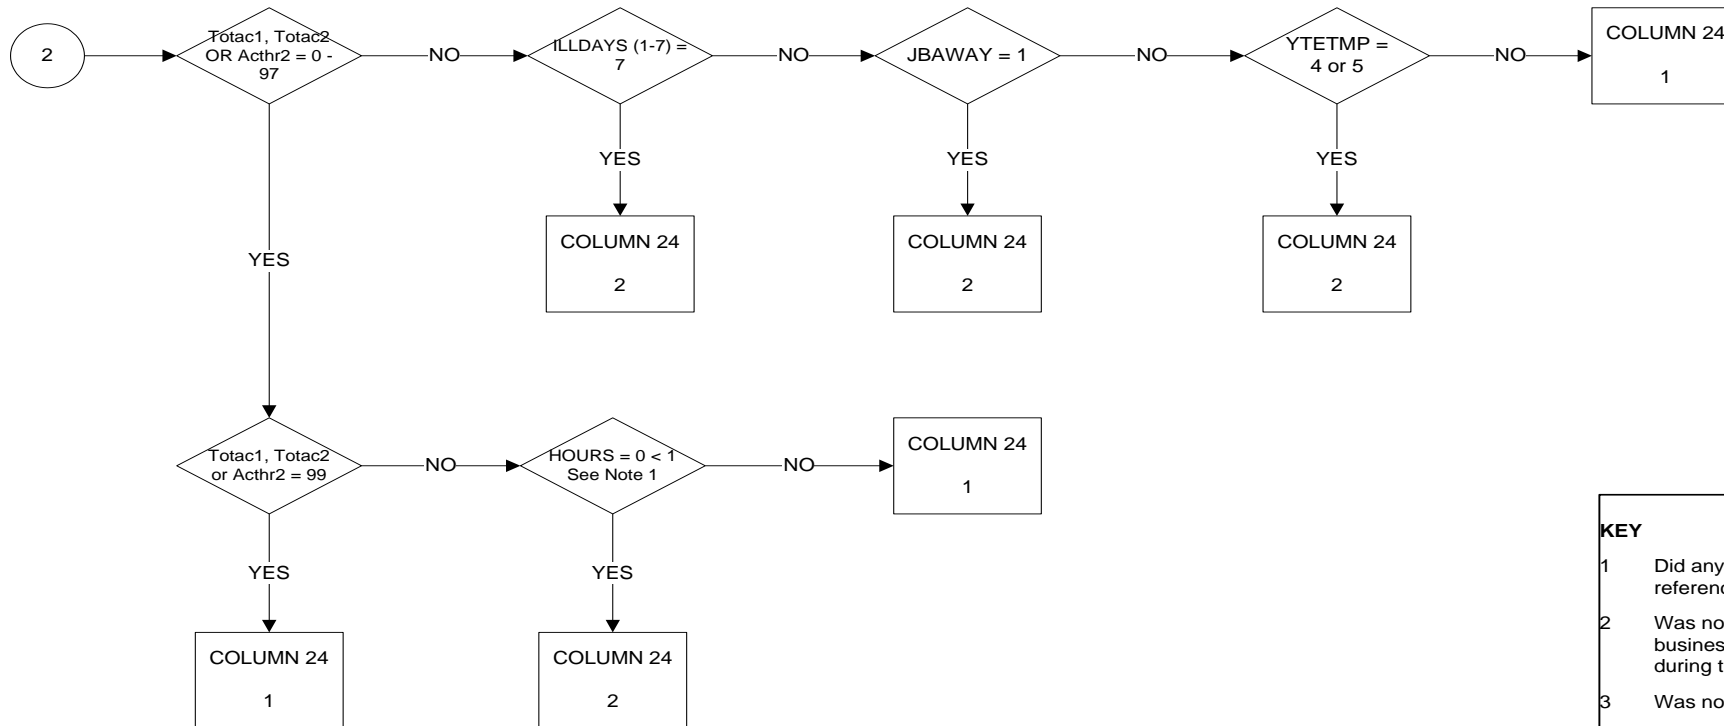 2
Totac1, Totac2
OR Acthr2 = 0 -
97
NO
ILLDAYS (1-7) =
7
NO
JBAWAY = 1
NO
YTETMP =
4 or 5
NO
COLUMN 24
1
YES
YES
YES
YES
COLUMN 24
2
COLUMN 24
2
COLUMN 24
2
Totac1, Totac2
or Acthr2 = 99
NO
HOURS = 0 < 1
See Note 1
NO
COLUMN 24
1
YES
YES
COLUMN 24
1
COLUMN 24
2
KEY
1 Did any
referenc
2 Was no
busines
during t
3 Was no